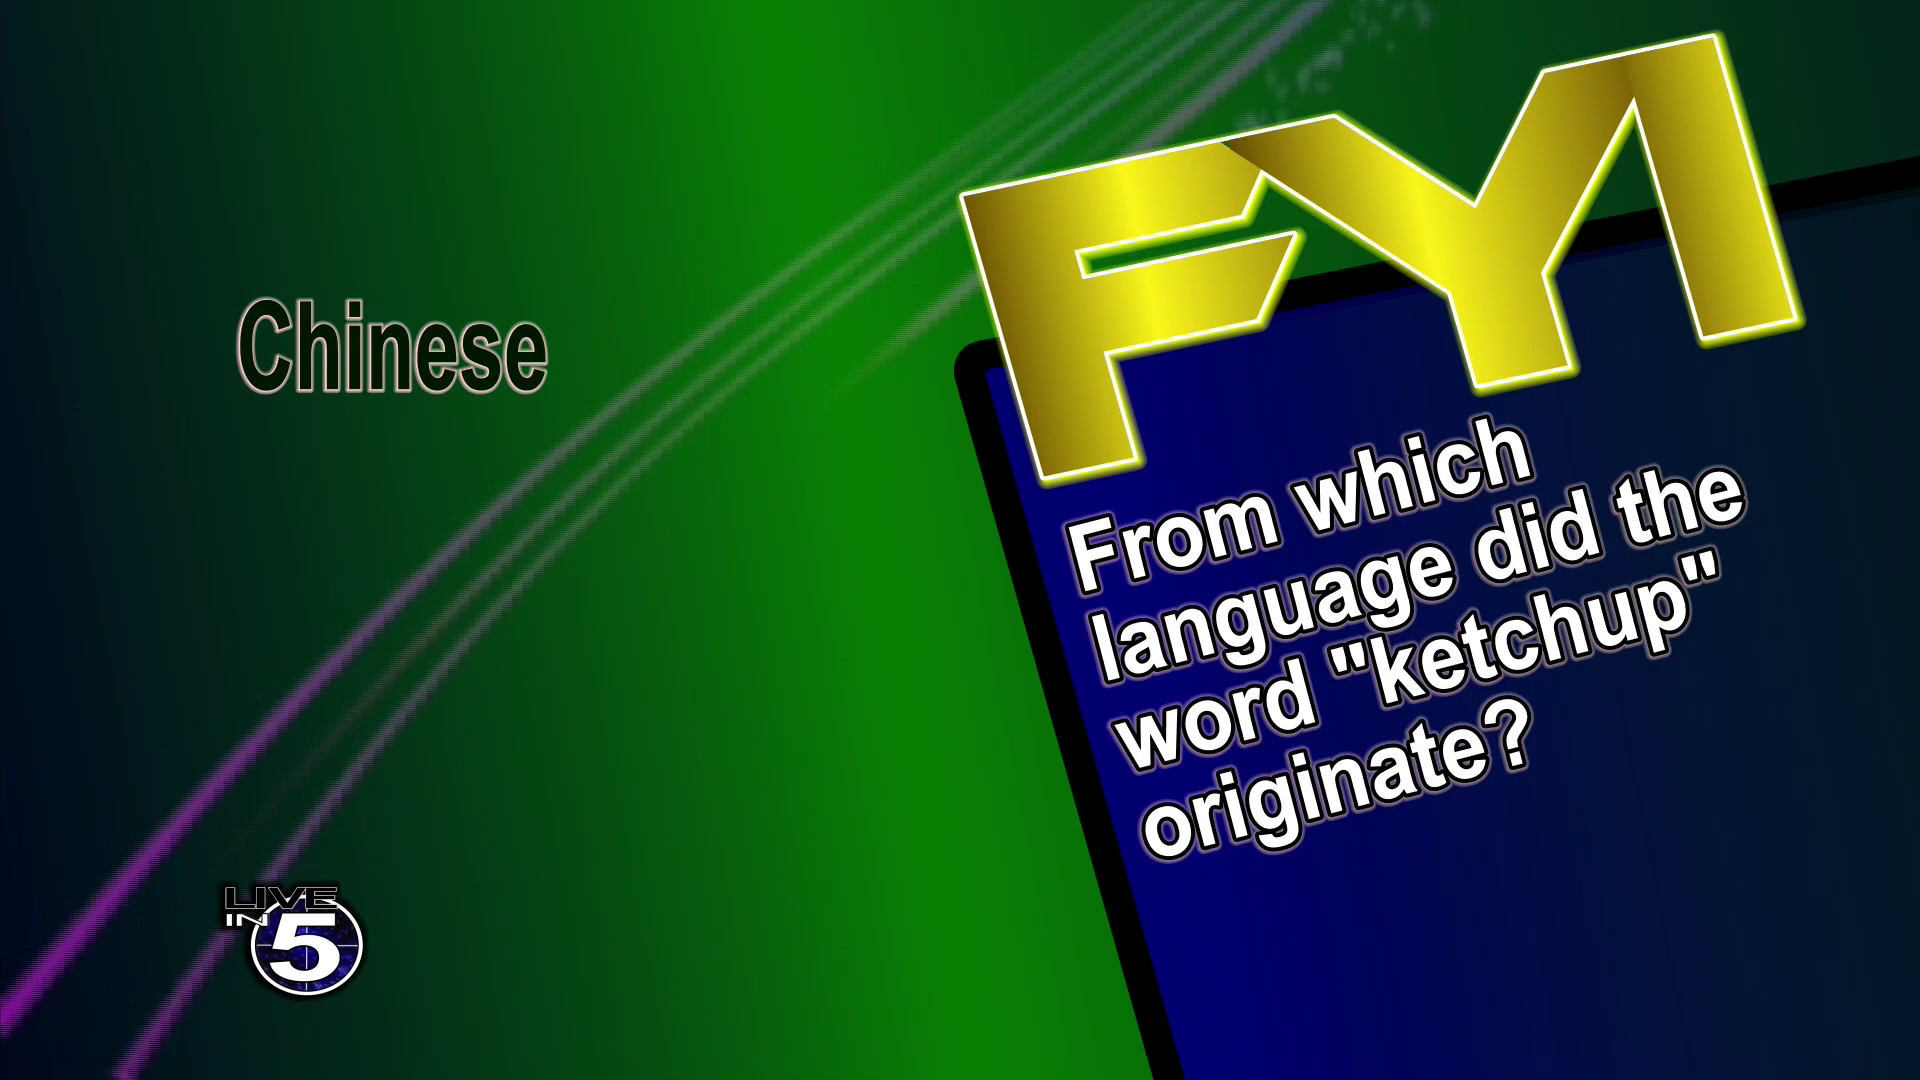 FYI
Chinese
From which
language did the
word "ketchup"
originate?
LIVE
IN 5